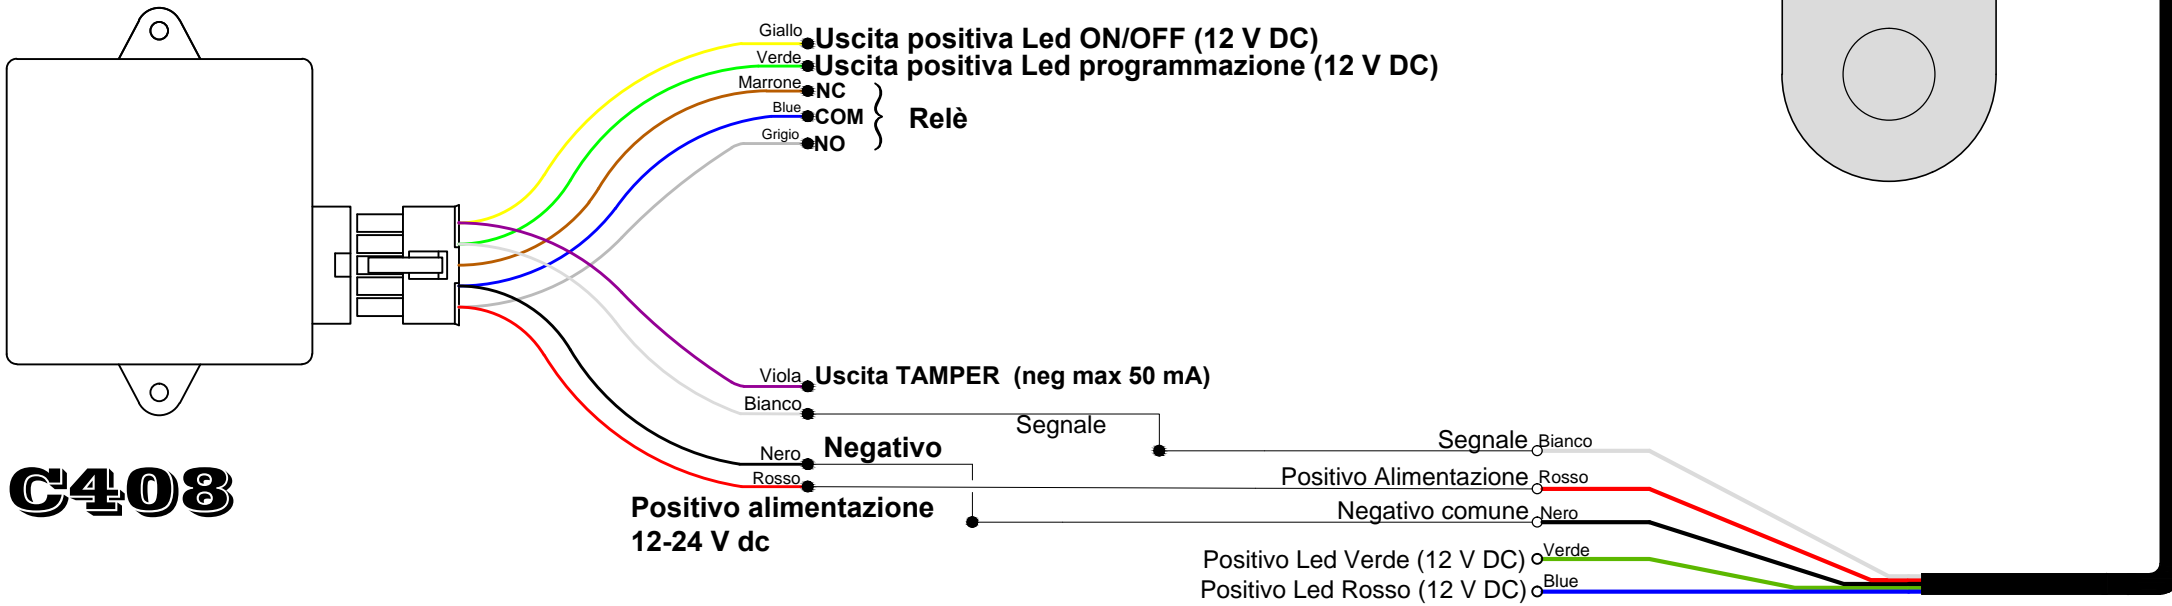 Giallo Uscita positiva Led ON/OFF (12 V DC)
Verde Uscita positiva Led programmazione (12 V DC)
Marrone NC
Blue COM Relè
Grigio NO
Viola Uscita TAMPER (neg max 50 mA)
Bianco
Segnale
Segnale Bianco
Nero Negativo
Rosso
Positivo Alimentazione Rosso
C408
Positivo alimentazione
12-24 V dc
Negativo comune Nero
Positivo Led Verde (12 V DC) Verde
Positivo Led Rosso (12 V DC) Blue